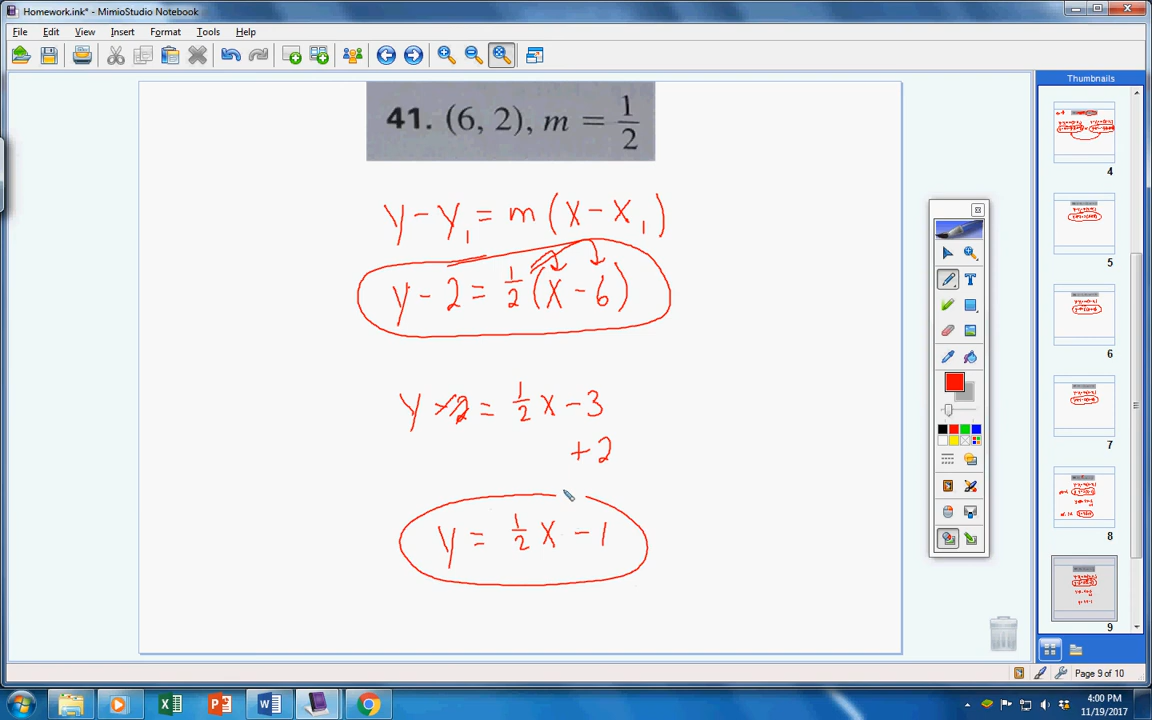 Homework.ink* - MimioStudio Notebook
File Edit View Insert Format Tools Help
Thumbnails
41. (6, 2), m = 1/2
y - y₁ = m(x - x₁)
y - 2 = 1/2(x - 6)
y - 2 = 1/2x - 3
+2
y = 1/2x - 1
4
5
6
7
8
9
T
Page 9 of 10
4:00 PM
11/19/2017